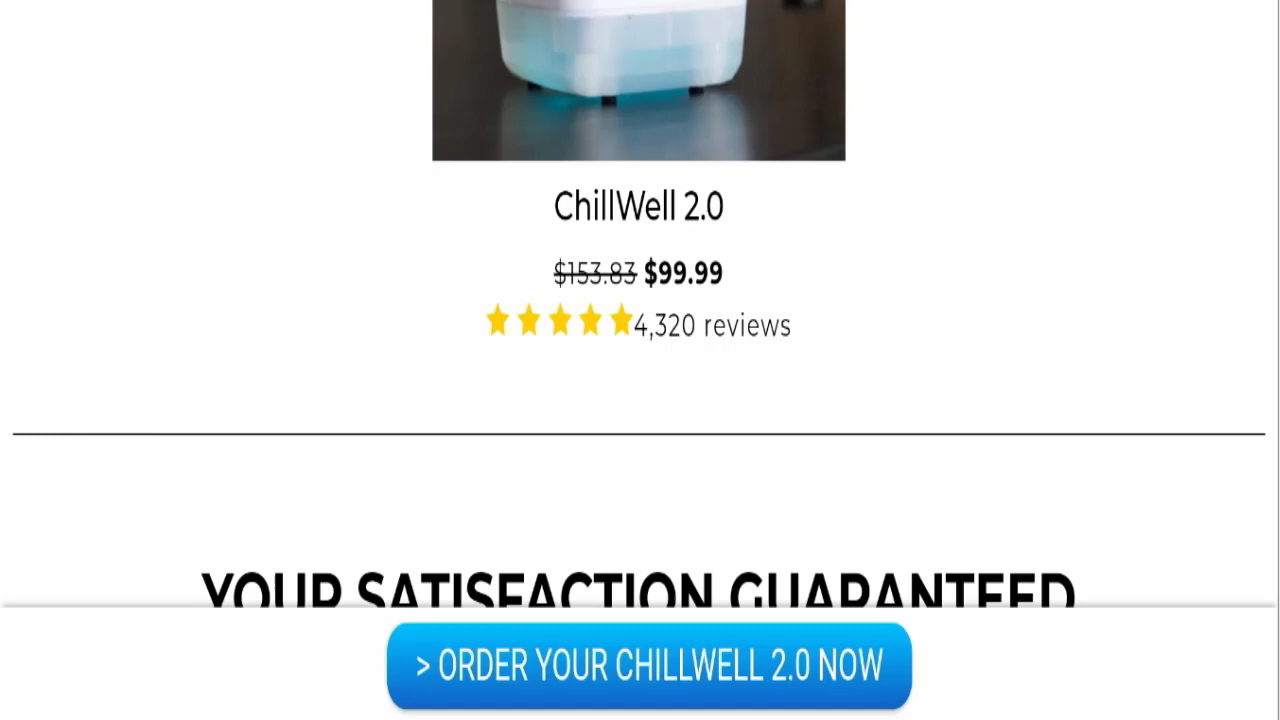 ChillWell 2.0
$153.83 $99.99
4,320 reviews
YOUR SATISFACTION GUARANTEED
> ORDER YOUR CHILLWELL 2.0 NOW